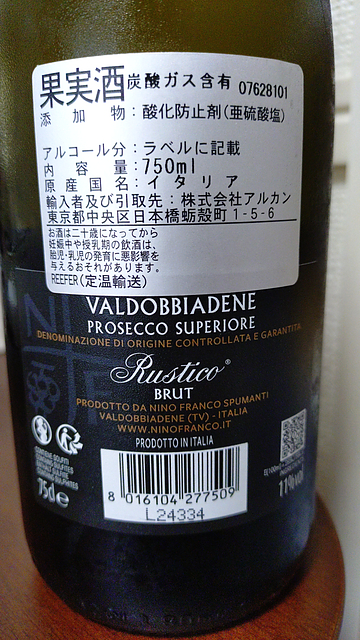 果実酒 炭酸ガス含有 07628101
添加物:酸化防止剤(亜硫酸塩)
アルコール分:ラベルに記載
内容量:750ml
原産国名:イタリア
輸入者及び引取先:株式会社アルカン
東京都中央区日本橋蛎殻町1-5-6
お酒は二十歳になってから
妊娠中や授乳期の飲酒は、
胎児・乳児の発育に悪影響を
与えるおそれがあります。
REEFER(定温輸送)
VALDOBBIADENE
PROSECCO SUPERIORE
DENOMINAZIONE DI ORIGINE CONTROLLATA E GARANTITA
Rustico®
BRUT
PRODOTTO DA NINO FRANCO SPUMANTI
VALDOBBIADENE (TV) - ITALIA
WWW.NINOFRANCO.IT
PRODOTTO IN ITALIA
75cl e
11%vol
8 016104 277509
L24334